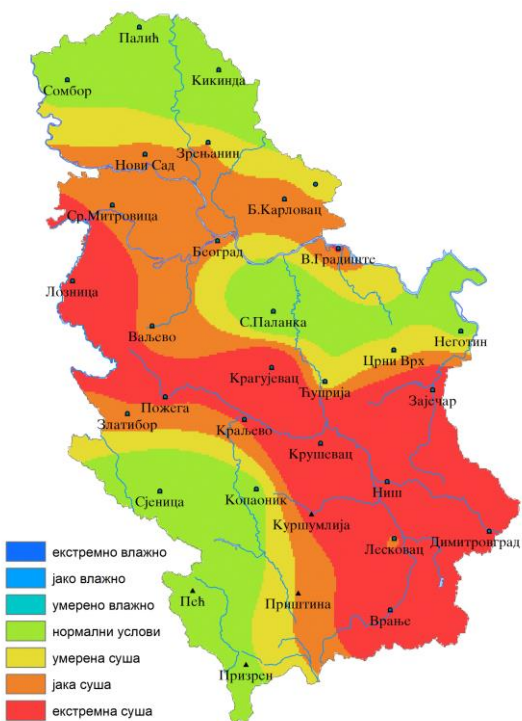 Палић
Кикинда
Сомбор
Зрењанин
Нови Сад
Б.Карловац
Ср.Митровица
Београд
В.Градиште
Лозница
С.Паланка
Ваљево
Неготин
Црни Врх
Крагујевац
Ћуприја
Зајечар
Пожега
Златибор
Краљево
Крушевац
Ниш
Сјеница
Копаоник
Куршумлија
Димитровград
Лесковац
Пећ
Приштина
Врање
Призрен
екстремно влажно
јако влажно
умерено влажно
нормални услови
умерена суша
јака суша
екстремна суша